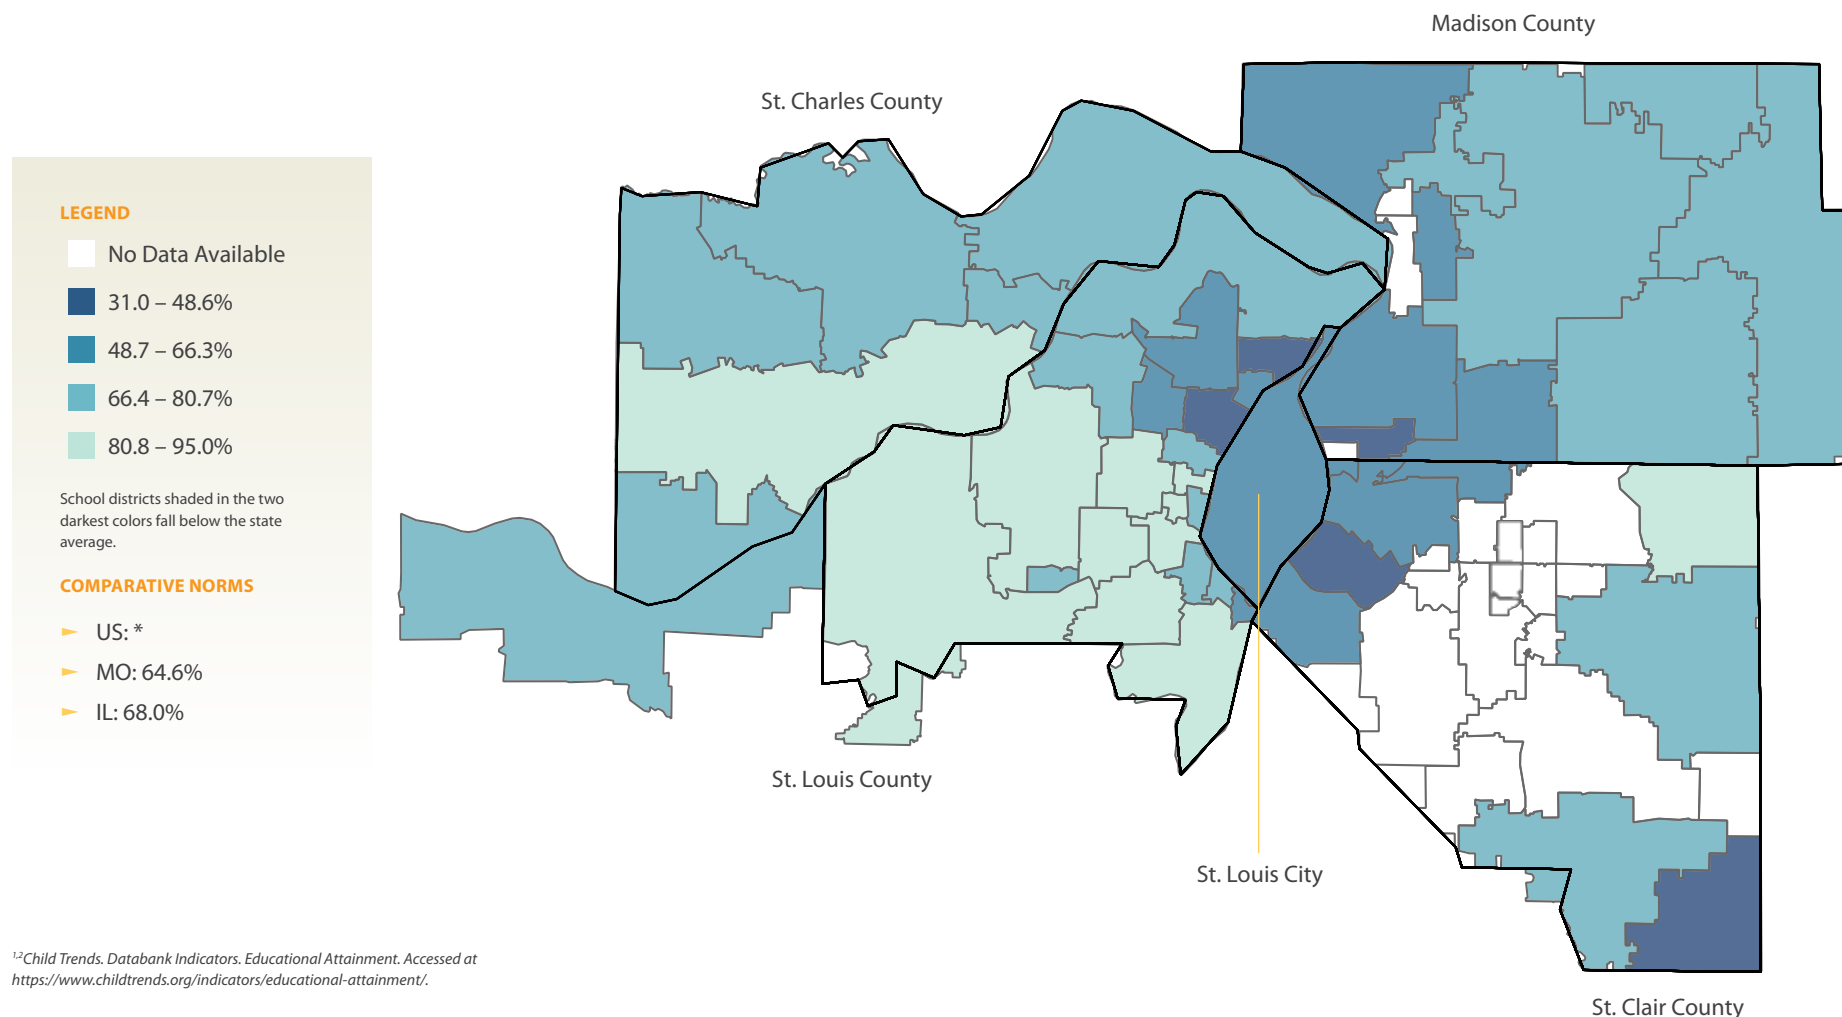 Madison County
St. Charles County
LEGEND
No Data Available
31.0 – 48.6%
48.7 – 66.3%
66.4 – 80.7%
80.8 – 95.0%
School districts shaded in the two
darkest colors fall below the state
average.
COMPARATIVE NORMS
► US: *
► MO: 64.6%
► IL: 68.0%
St. Louis County
St. Louis City
St. Clair County
1,2Child Trends. Databank Indicators. Educational Attainment. Accessed at
https://www.childtrends.org/indicators/educational-attainment/.